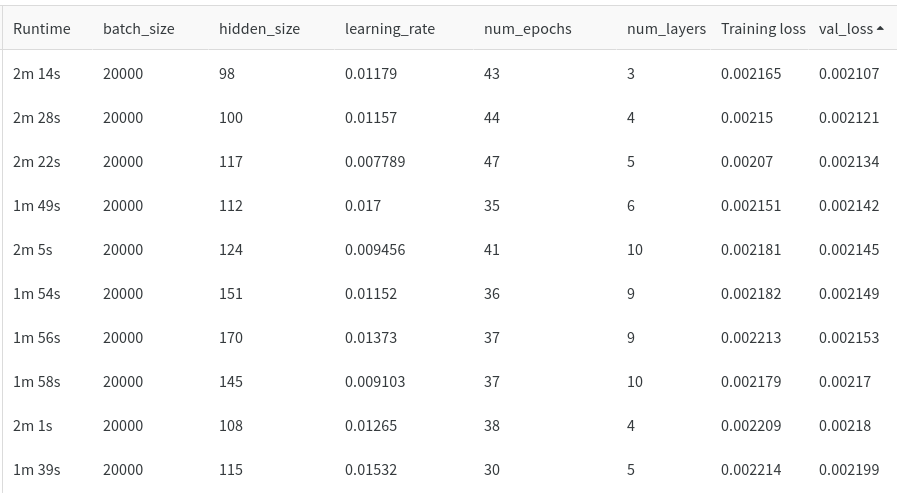 Runtime batch_size hidden_size learning_rate num_epochs num_layers Training loss val_loss
2m 14s 20000 98 0.01179 43 3 0.002165 0.002107
2m 28s 20000 100 0.01157 44 4 0.00215 0.002121
2m 22s 20000 117 0.007789 47 5 0.00207 0.002134
1m 49s 20000 112 0.017 35 6 0.002151 0.002142
2m 5s 20000 124 0.009456 41 10 0.002181 0.002145
1m 54s 20000 151 0.01152 36 9 0.002182 0.002149
1m 56s 20000 170 0.01373 37 9 0.002213 0.002153
1m 58s 20000 145 0.009103 37 10 0.002179 0.00217
2m 1s 20000 108 0.01265 38 4 0.002209 0.00218
1m 39s 20000 115 0.01532 30 5 0.002214 0.002199